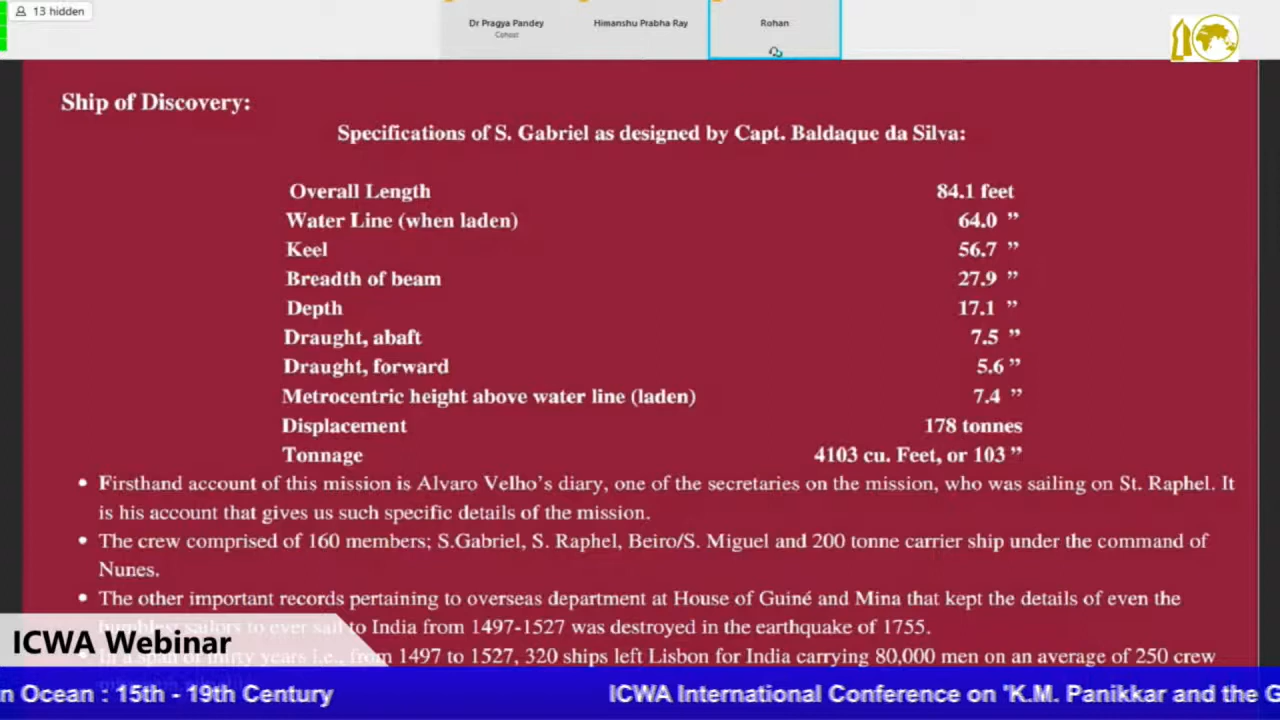 13 hidden
Dr Pragya Pandey
Cohost
Himanshu Prabha Ray
Rohan
Ship of Discovery:
Specifications of S. Gabriel as designed by Capt. Baldaque da Silva:
Overall Length 84.1 feet
Water Line (when laden) 64.0 ”
Keel 56.7 ”
Breadth of beam 27.9 ”
Depth 17.1 ”
Draught, abaft 7.5 ”
Draught, forward 5.6 ”
Metrocentric height above water line (laden) 7.4 ”
Displacement 178 tonnes
Tonnage 4103 cu. Feet, or 103 ”
• Firsthand account of this mission is Alvaro Velho’s diary, one of the secretaries on the mission, who was sailing on St. Raphel. It
is his account that gives us such specific details of the mission.
• The crew comprised of 160 members; S.Gabriel, S. Raphel, Beiro/S. Miguel and 200 tonne carrier ship under the command of
Nunes.
• The other important records pertaining to overseas department at House of Guiné and Mina that kept the details of even the
humblest sailors to ever sail to India from 1497-1527 was destroyed in the earthquake of 1755.
• In a span of thirty years i.e., from 1497 to 1527, 320 ships left Lisbon for India carrying 80,000 men on an average of 250 crew
ICWA Webinar
n Ocean : 15th - 19th Century
ICWA International Conference on 'K.M. Panikkar and the G